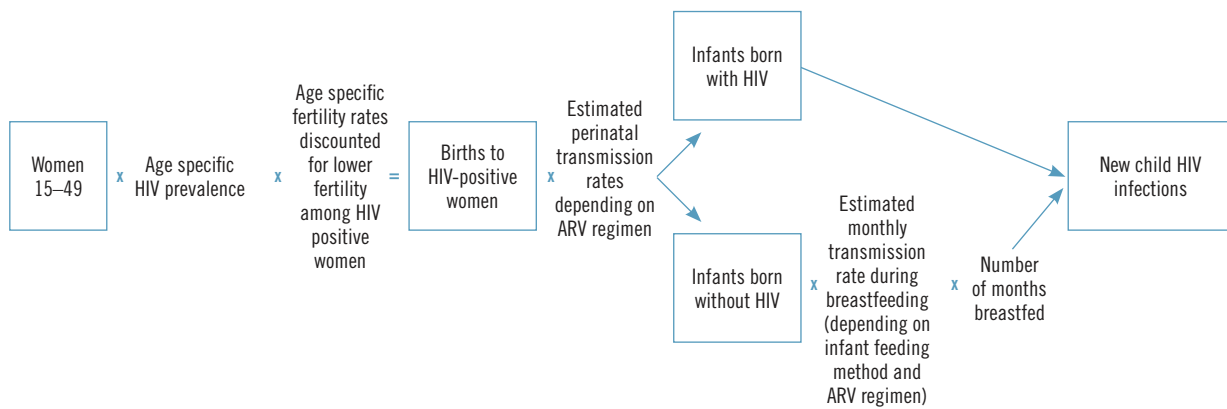 Women
15–49
x
Age specific
HIV prevalence
x
Age specific
fertility rates
discounted
for lower
fertility
among HIV
positive
women
=
Births to
HIV-positive
women
x
Estimated
perinatal
transmission
rates
depending on
ARV regimen
Infants born
with HIV
Infants born
without HIV
x
Estimated
monthly
transmission
rate during
breastfeeding
(depending on
infant feeding
method and
ARV regimen)
x
Number
of months
breastfed
New child HIV
infections